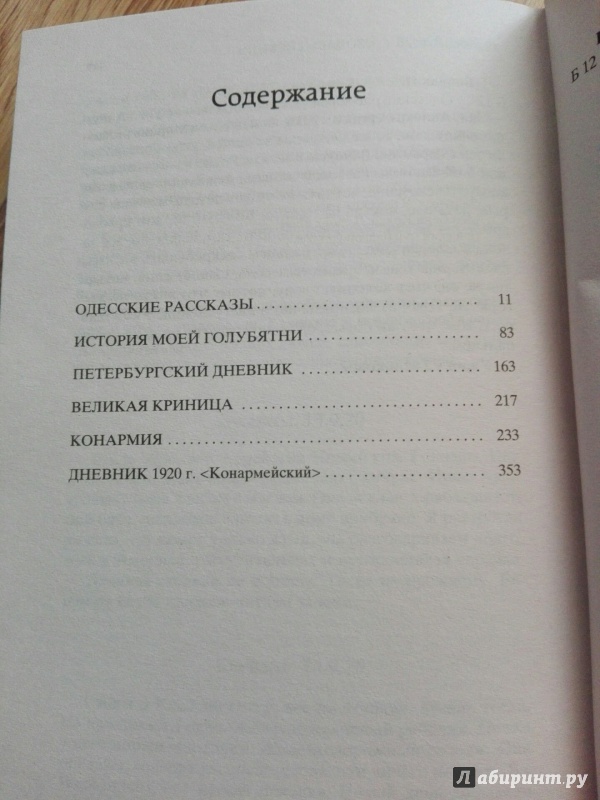 Содержание
ОДЕССКИЕ РАССКАЗЫ................................ 11
ИСТОРИЯ МОЕЙ ГОЛУБЯТНИ ......................... 83
ПЕТЕРБУРГСКИЙ ДНЕВНИК .......................... 163
ВЕЛИКАЯ КРИНИЦА ................................ 217
КОНАРМИЯ ....................................... 233
ДНЕВНИК 1920 г. <Конармейский> .................. 353
Б 12
Лабиринт.ру